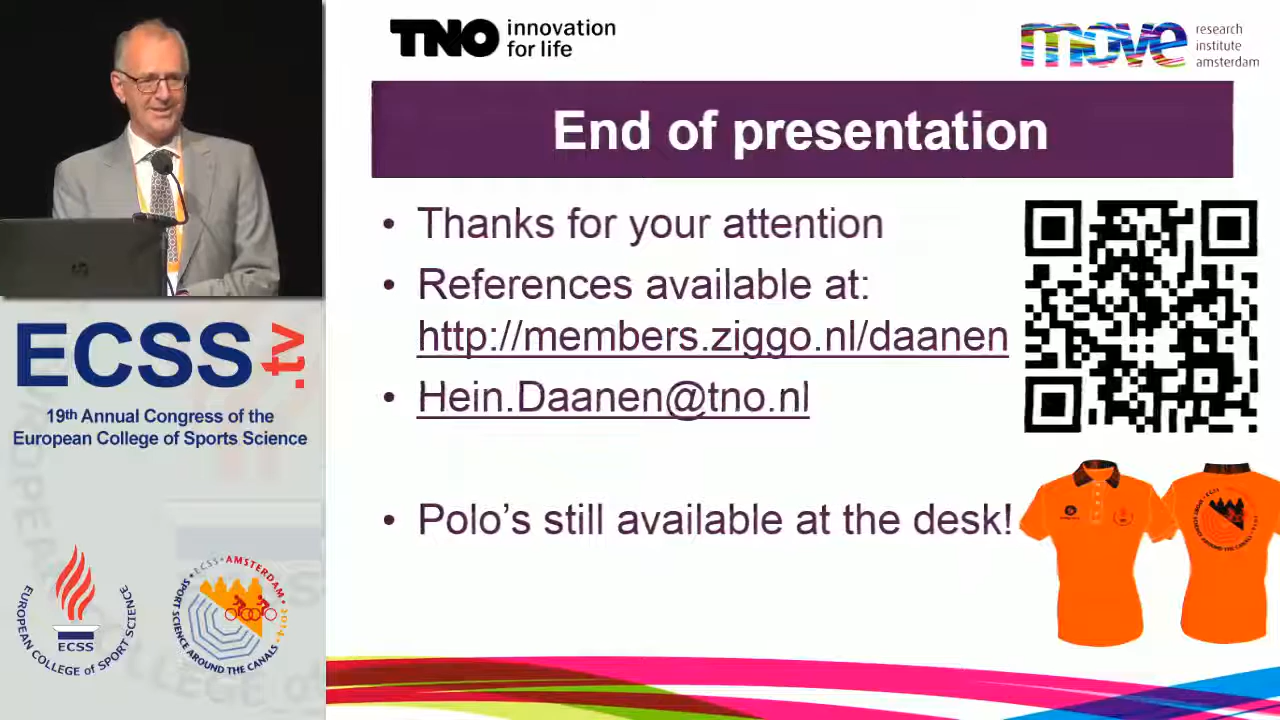 TNO innovation
for life
move research
institute
amsterdam
End of presentation
• Thanks for your attention
• References available at:
http://members.ziggo.nl/daanen
• Hein.Daanen@tno.nl
• Polo's still available at the desk!
ECSS.tv
19th Annual Congress of the
European College of Sports Science
EUROPEAN COLLEGE OF SPORT SCIENCE
ECSS
•ECSS•AMSTERDAM•2014•
SPORT SCIENCE AROUND THE CANALS
hp